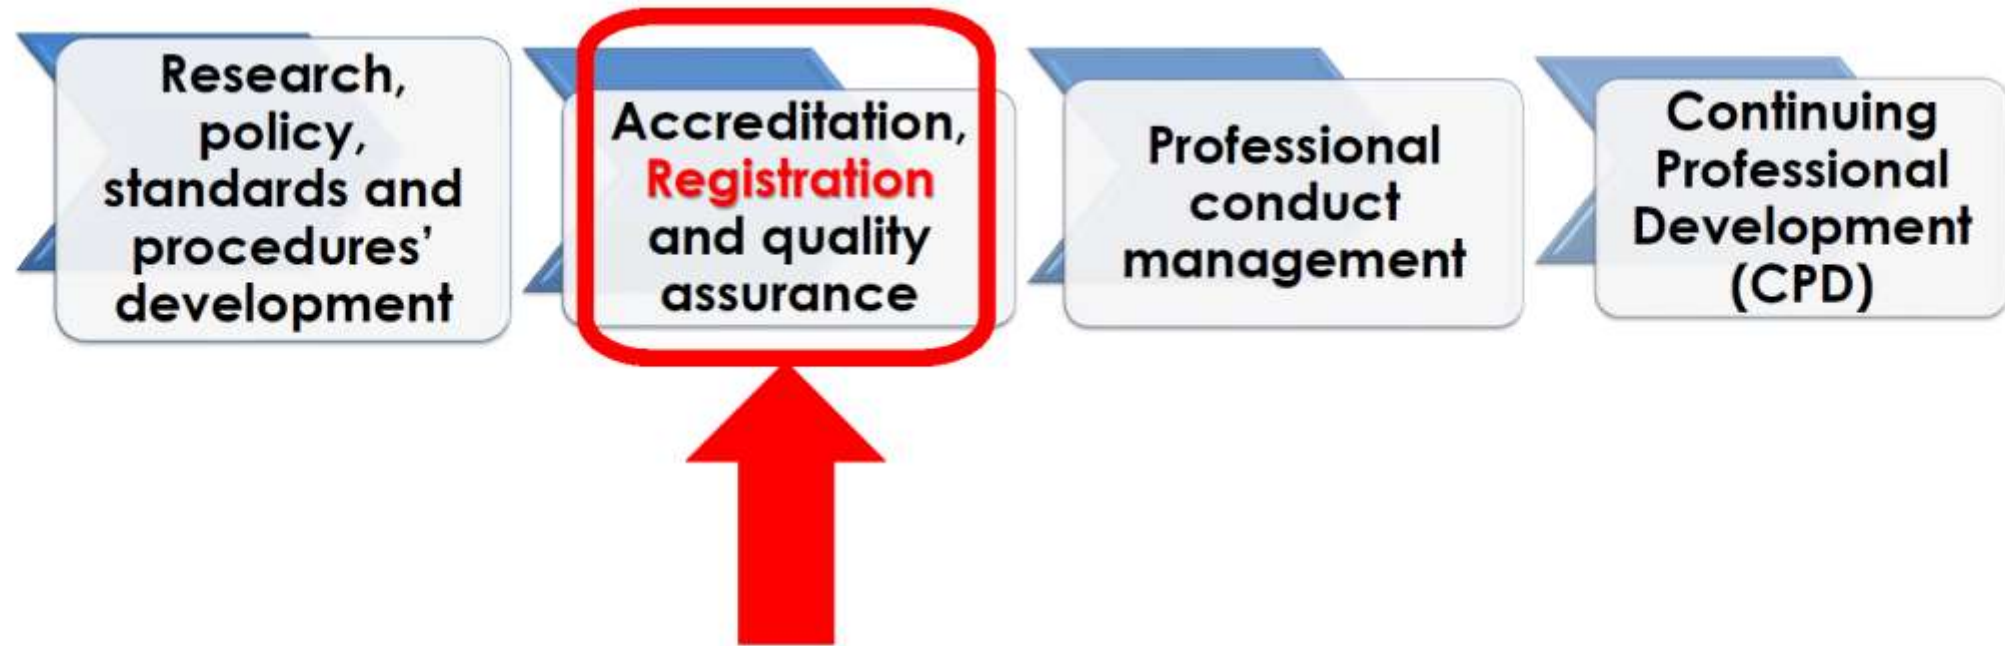 Research,
policy,
standards and
procedures’
development
Accreditation,
Registration
and quality
assurance
Professional
conduct
management
Continuing
Professional
Development
(CPD)